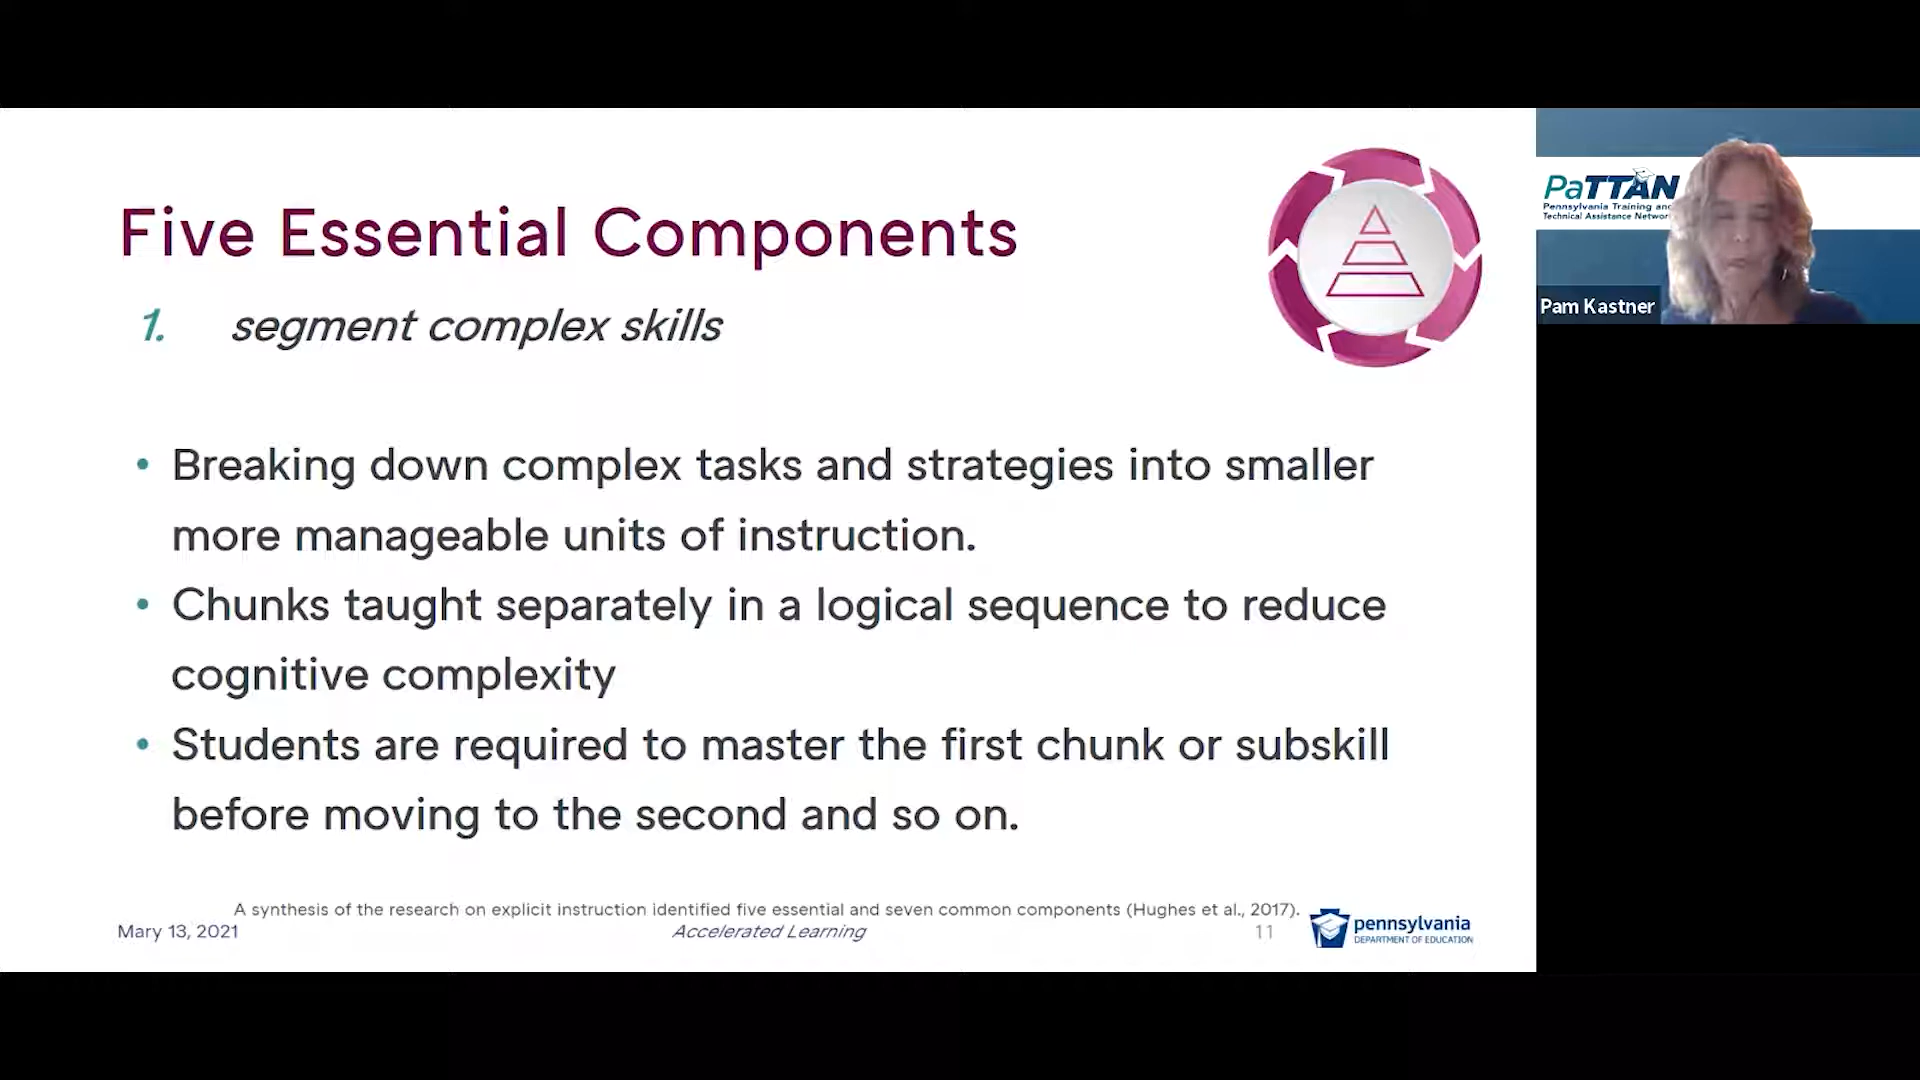 Five Essential Components
1. segment complex skills
• Breaking down complex tasks and strategies into smaller
more manageable units of instruction.
• Chunks taught separately in a logical sequence to reduce
cognitive complexity
• Students are required to master the first chunk or subskill
before moving to the second and so on.
A synthesis of the research on explicit instruction identified five essential and seven common components (Hughes et al., 2017).
Mary 13, 2021
Accelerated Learning
11
pennsylvania
DEPARTMENT OF EDUCATION
PaTTAN
Pennsylvania Training and
Technical Assistance Network
Pam Kastner